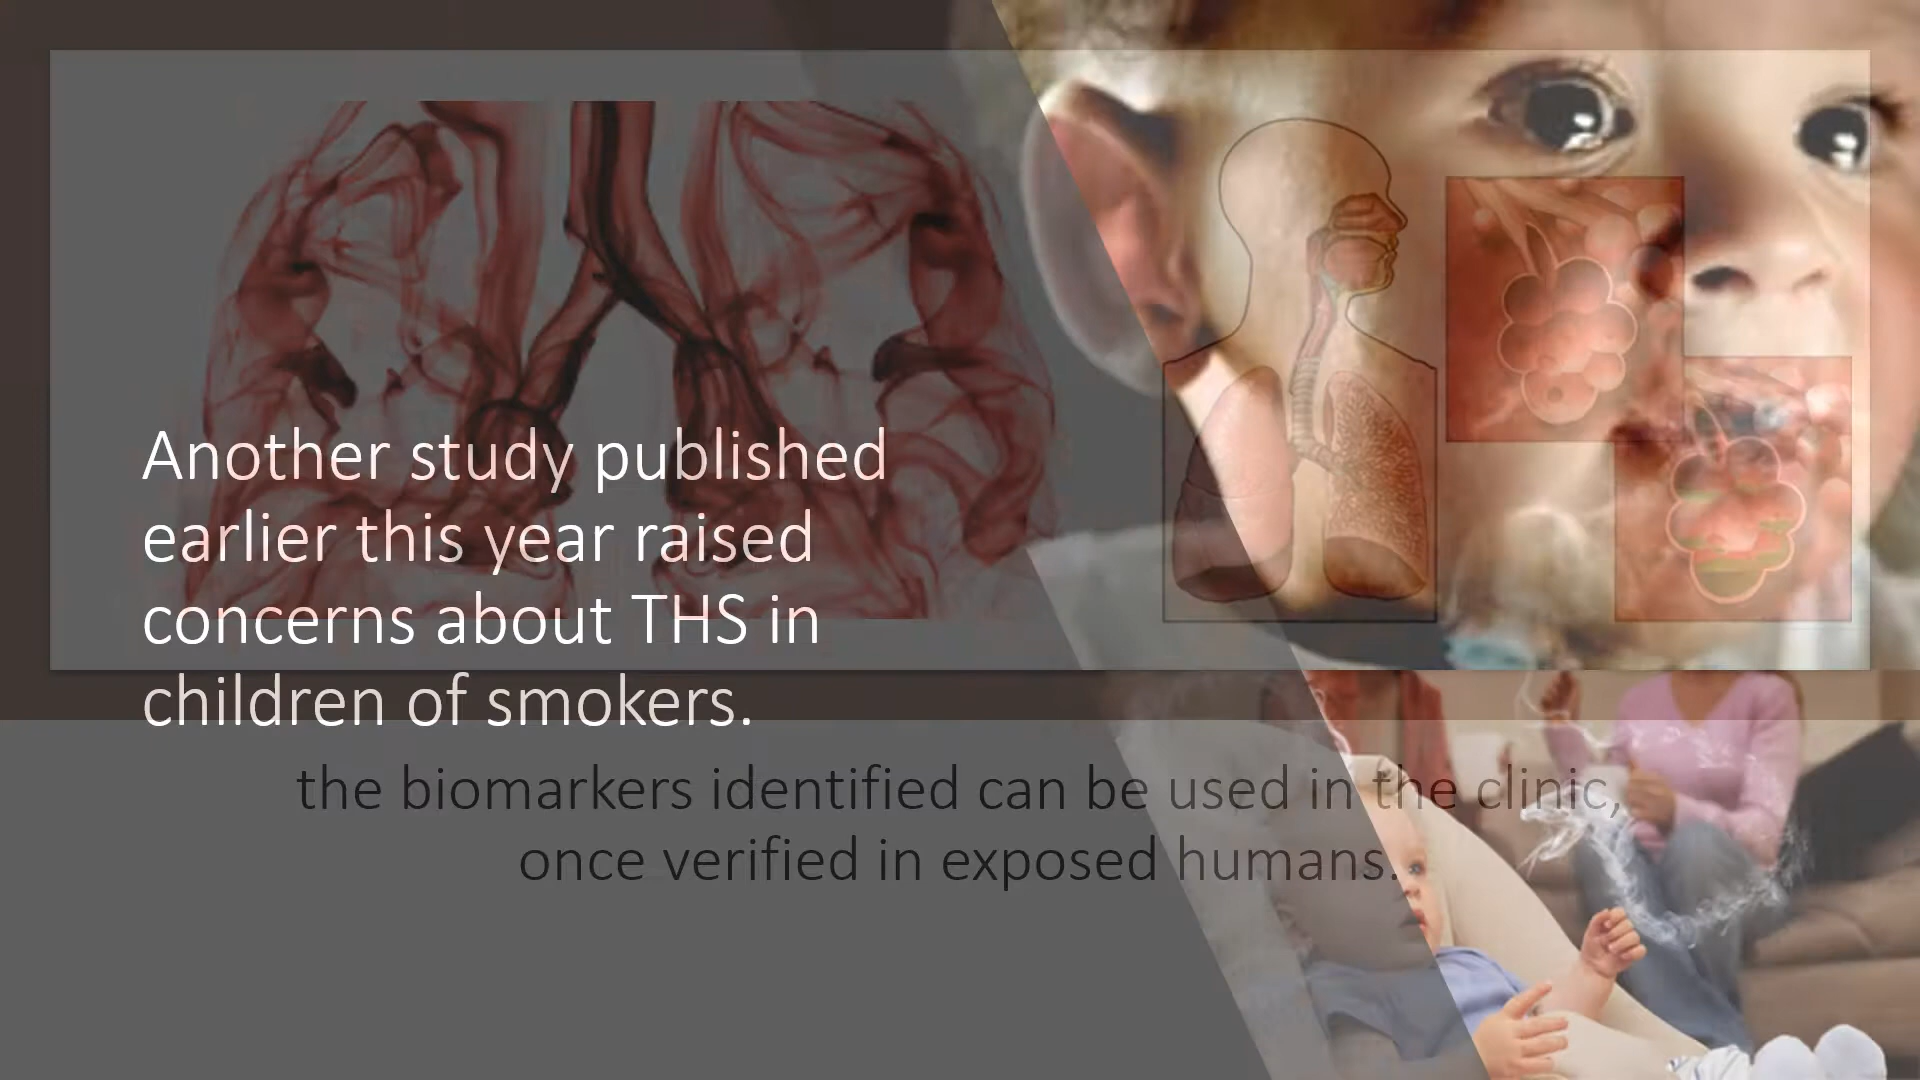 Another study published
earlier this year raised
concerns about THS in
children of smokers.
the biomarkers identified can be used in the clinic,
once verified in exposed humans.